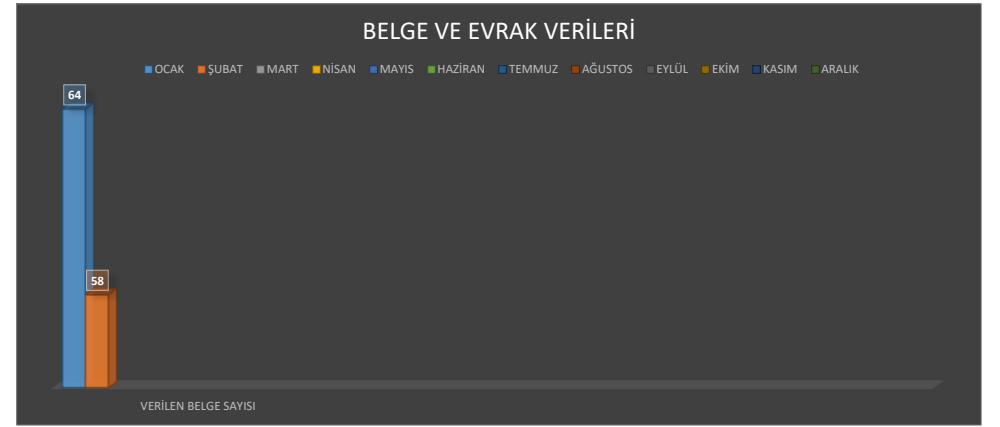 BELGE VE EVRAK VERİLERİ
OCAK ŞUBAT MART NİSAN MAYIS HAZİRAN TEMMUZ AĞUSTOS EYLÜL EKİM KASIM ARALIK
64
58
VERİLEN BELGE SAYISI